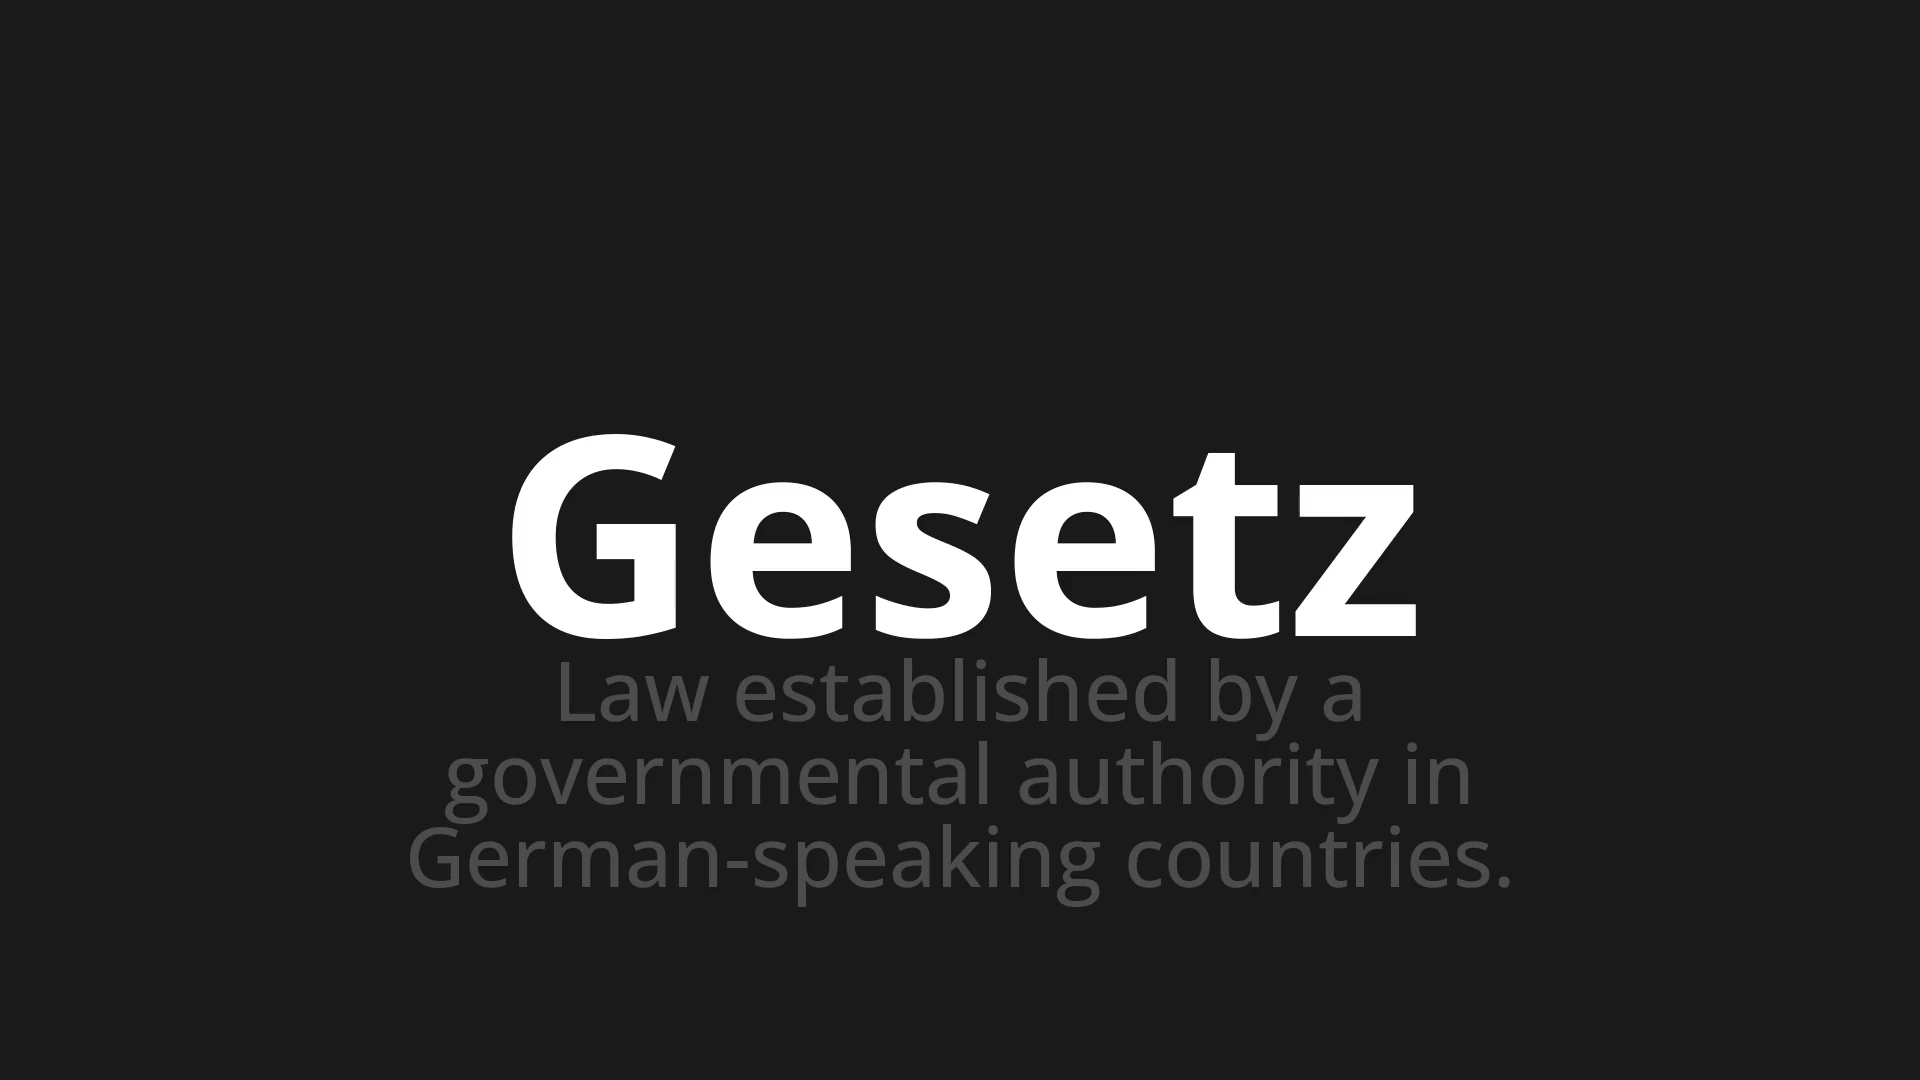 Gesetz
Law established by a
governmental authority in
German-speaking countries.